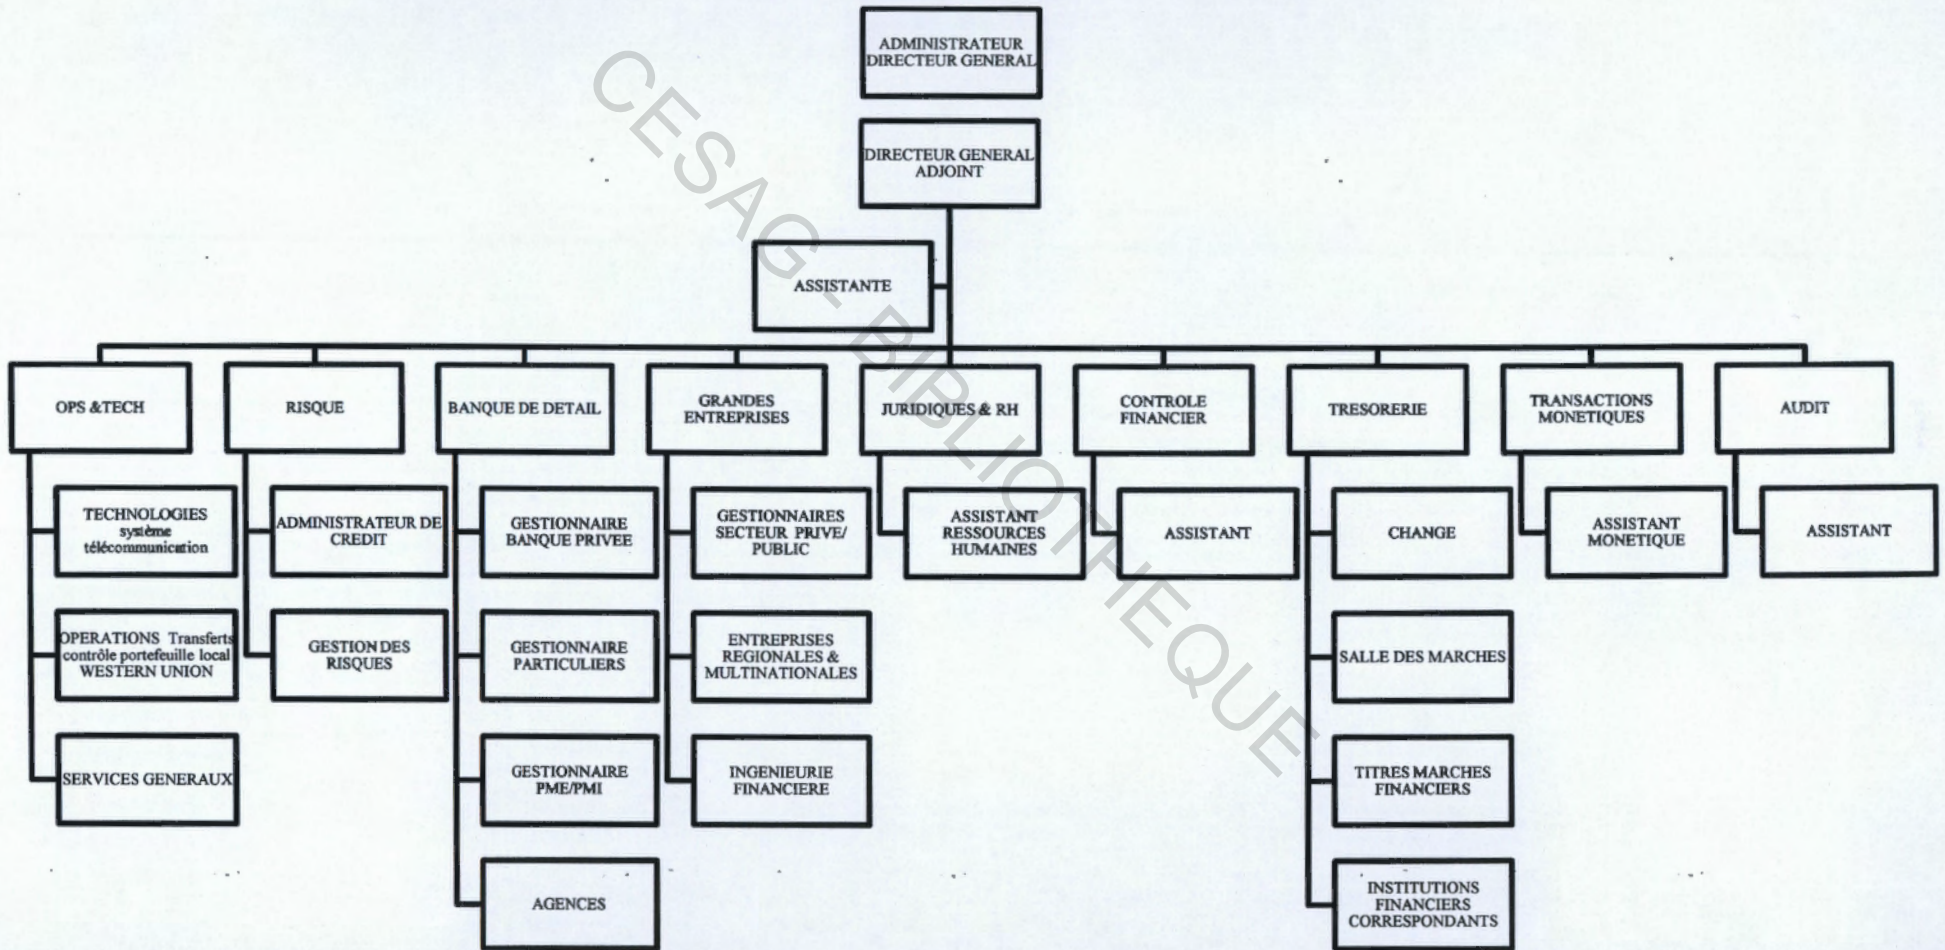 ADMINISTRATEUR
DIRECTEUR GENERAL
DIRECTEUR GENERAL
ADJOINT
ASSISTANTE
OPS &TECH
RISQUE
BANQUE DE DETAIL
GRANDES
ENTREPRISES
JURIDIQUES & RH
CONTROLE
FINANCIER
TRESORERIE
TRANSACTIONS
MONETIQUES
AUDIT
TECHNOLOGIES
système
télécommunication
OPERATIONS Transferts
contrôle portefeuille local
WESTERN UNION
SERVICES GENERAUX
ADMINISTRATEUR DE
CREDIT
GESTION DES
RISQUES
GESTIONNAIRE
BANQUE PRIVEE
GESTIONNAIRE
PARTICULIERS
GESTIONNAIRE
PME/PMI
AGENCES
GESTIONNAIRES
SECTEUR PRIVE/
PUBLIC
ENTREPRISES
REGIONALES &
MULTINATIONALES
INGENIEURIE
FINANCIERE
ASSISTANT
RESSOURCES
HUMAINES
ASSISTANT
CHANGE
SALLE DES MARCHES
TITRES MARCHES
FINANCIERS
INSTITUTIONS
FINANCIERS
CORRESPONDANTS
ASSISTANT
MONETIQUE
ASSISTANT
CESAG - BIBLIOTHEQUE